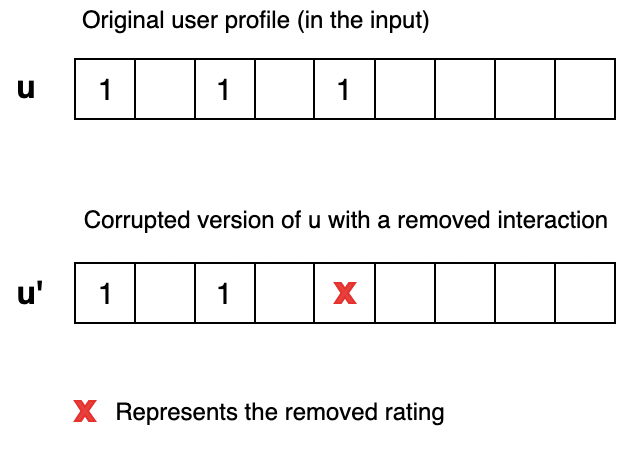 Original user profile (in the input)
u 1 1 1
Corrupted version of u with a removed interaction
u' 1 1 X
X Represents the removed rating